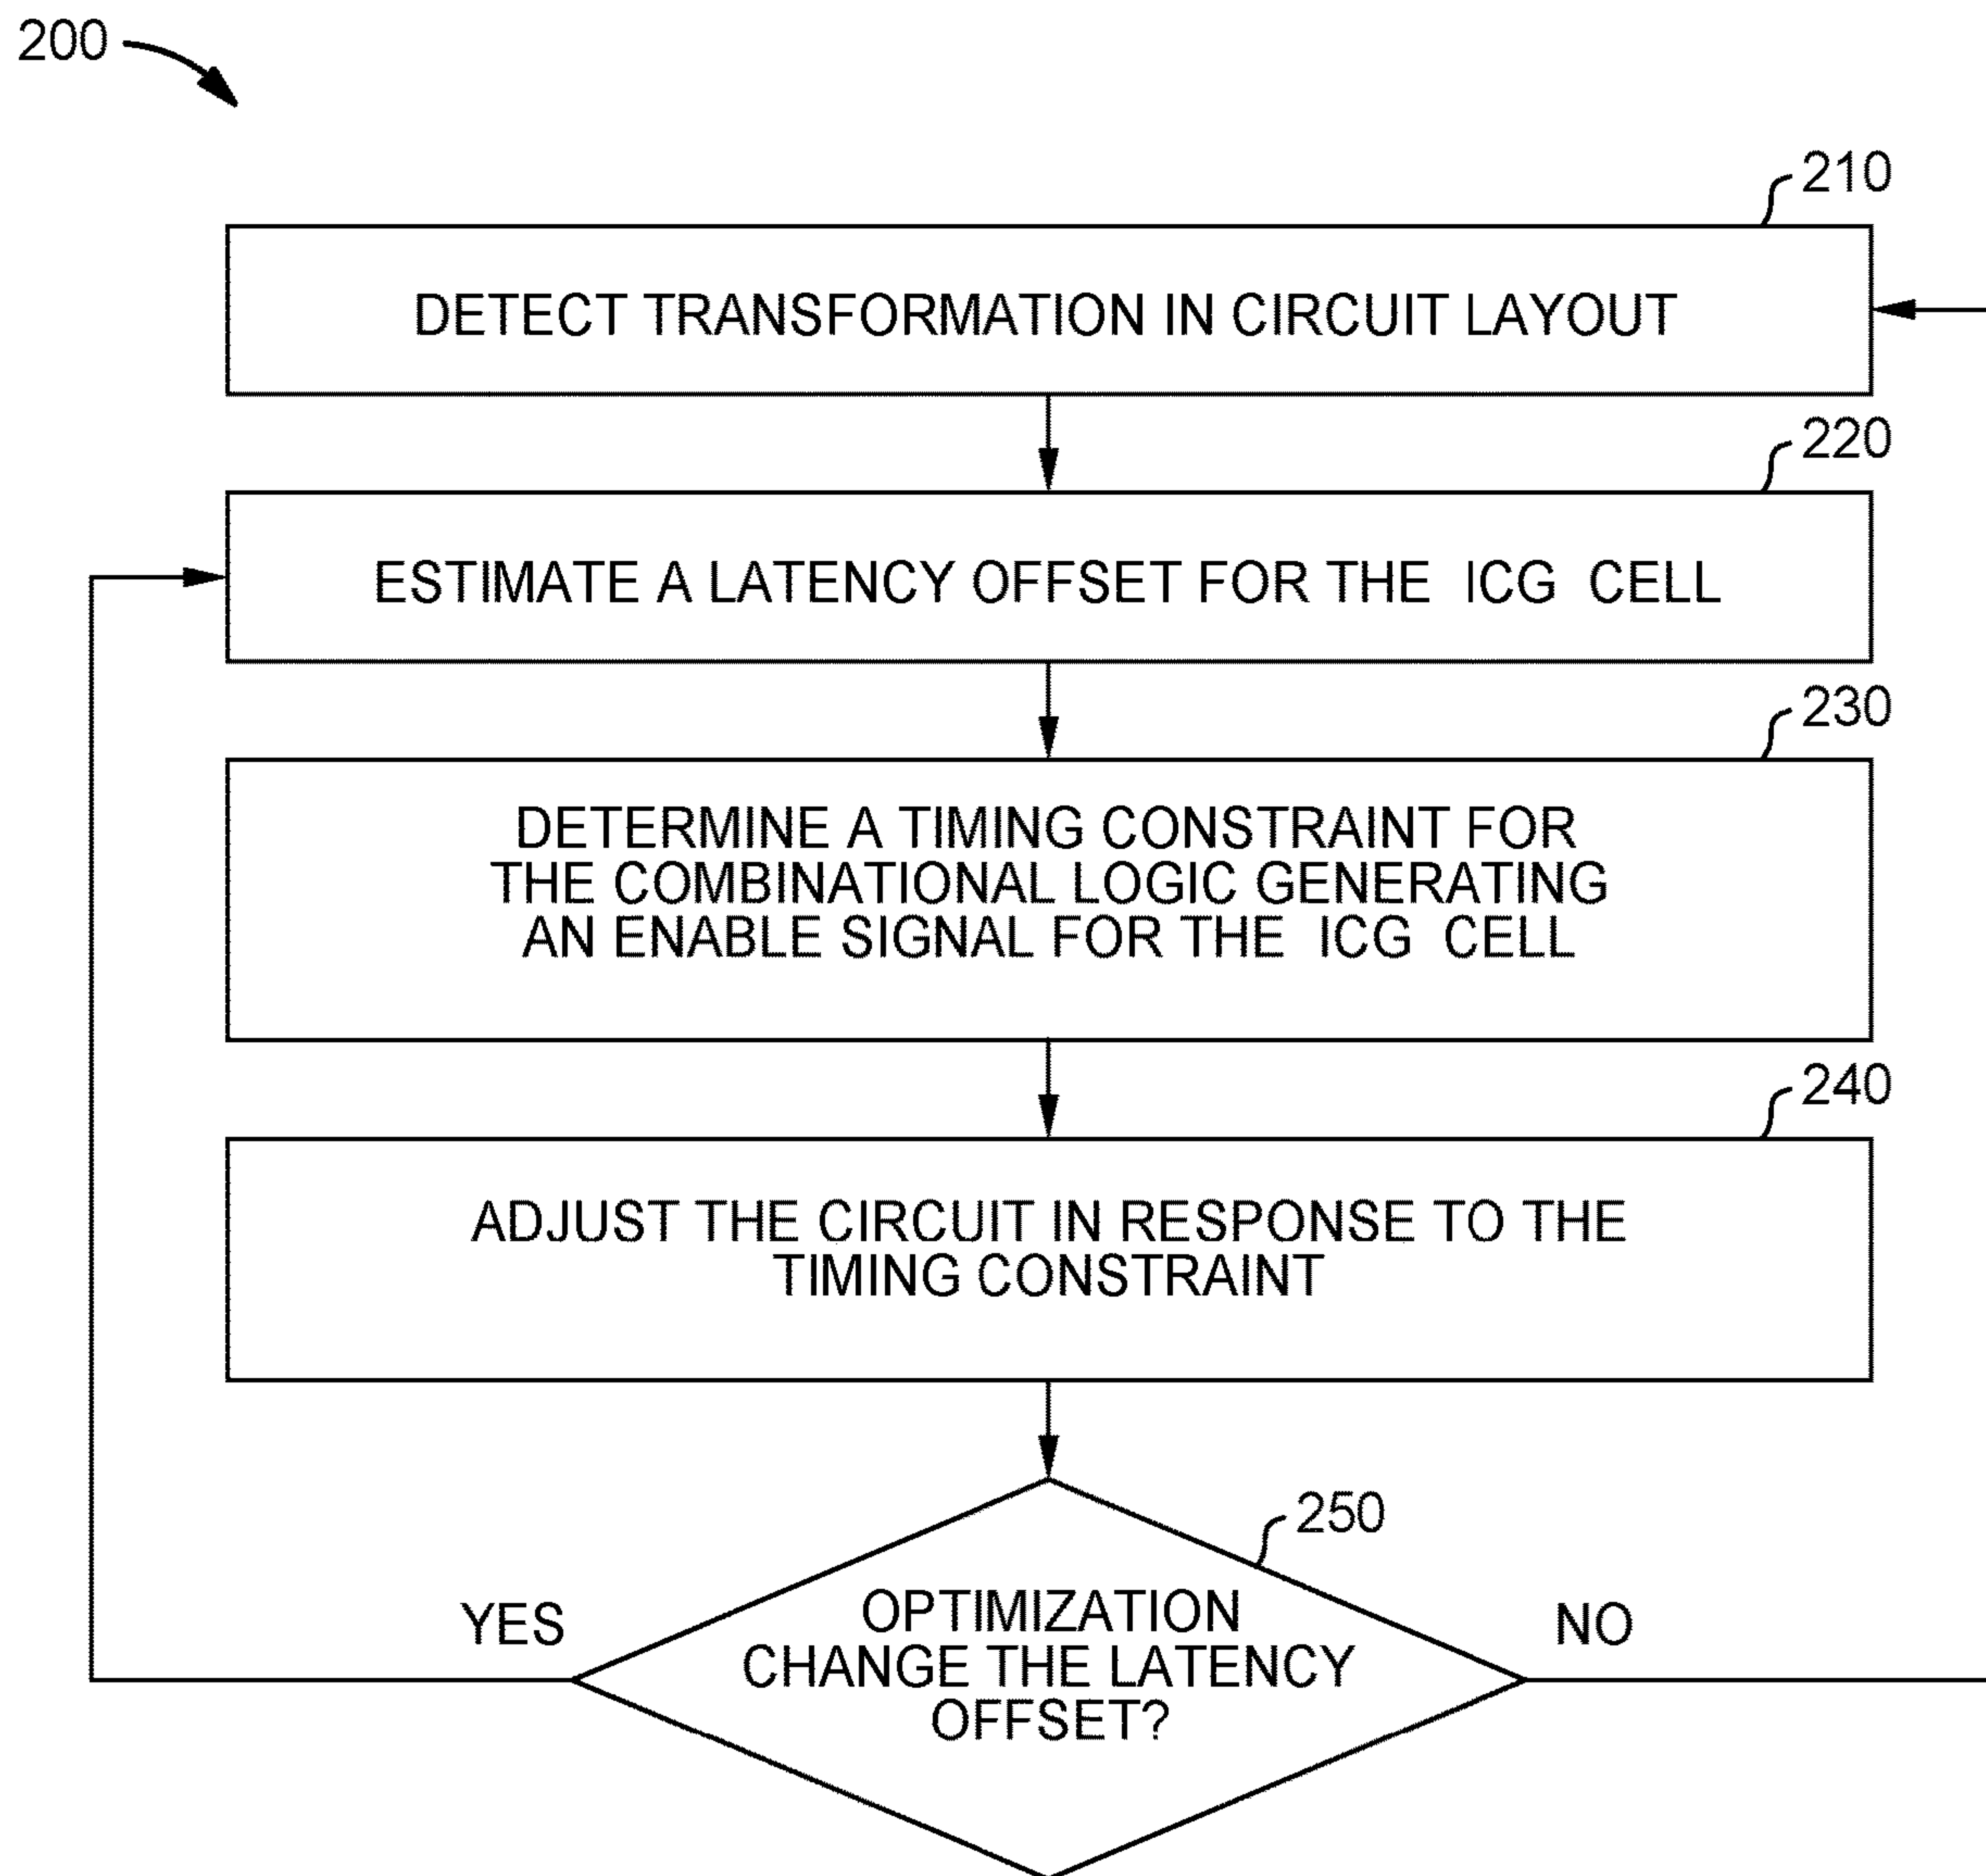 200
210
DETECT TRANSFORMATION IN CIRCUIT LAYOUT
220
ESTIMATE A LATENCY OFFSET FOR THE ICG CELL
230
DETERMINE A TIMING CONSTRAINT FOR
THE COMBINATIONAL LOGIC GENERATING
AN ENABLE SIGNAL FOR THE ICG CELL
240
ADJUST THE CIRCUIT IN RESPONSE TO THE
TIMING CONSTRAINT
250
YES
OPTIMIZATION
CHANGE THE LATENCY
OFFSET?
NO